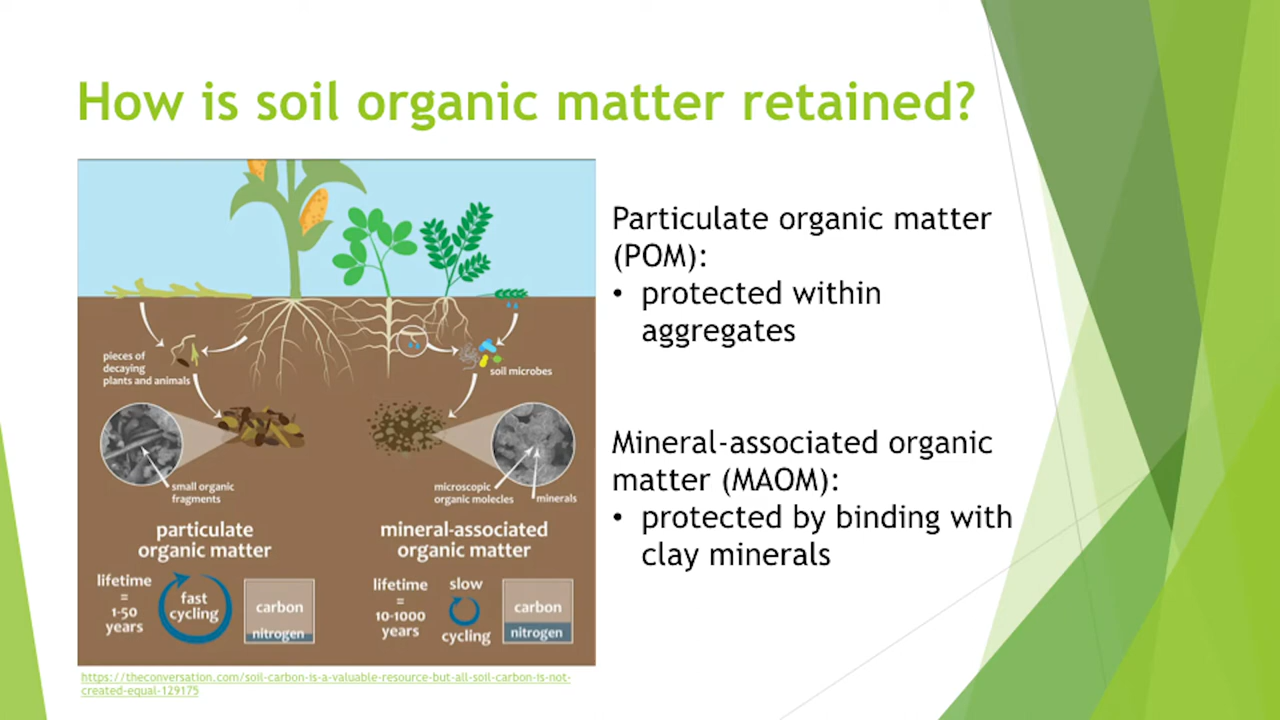 How is soil organic matter retained?
pieces of
decaying
plants and animals
soil microbes
small organic
fragments
microscopic
organic molecles
minerals
particulate
organic matter
mineral-associated
organic matter
lifetime
=
1-50
years
fast
cycling
carbon
nitrogen
lifetime
=
10-1000
years
slow
cycling
carbon
nitrogen
https://theconversation.com/soil-carbon-is-a-valuable-resource-but-all-soil-carbon-is-not-
created-equal-129175
Particulate organic matter
(POM):
• protected within
aggregates
Mineral-associated organic
matter (MAOM):
• protected by binding with
clay minerals